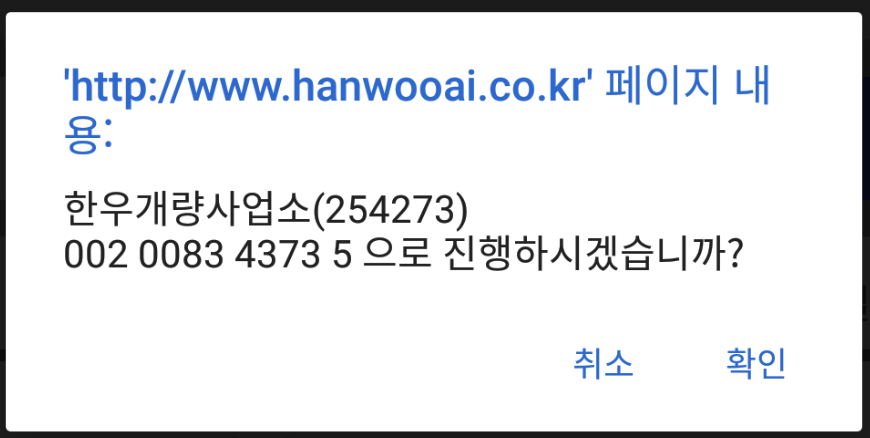 'http://www.hanwooai.co.kr' 페이지 내
용:
한우개량사업소(254273)
002 0083 4373 5 으로 진행하시겠습니까?
취소 확인